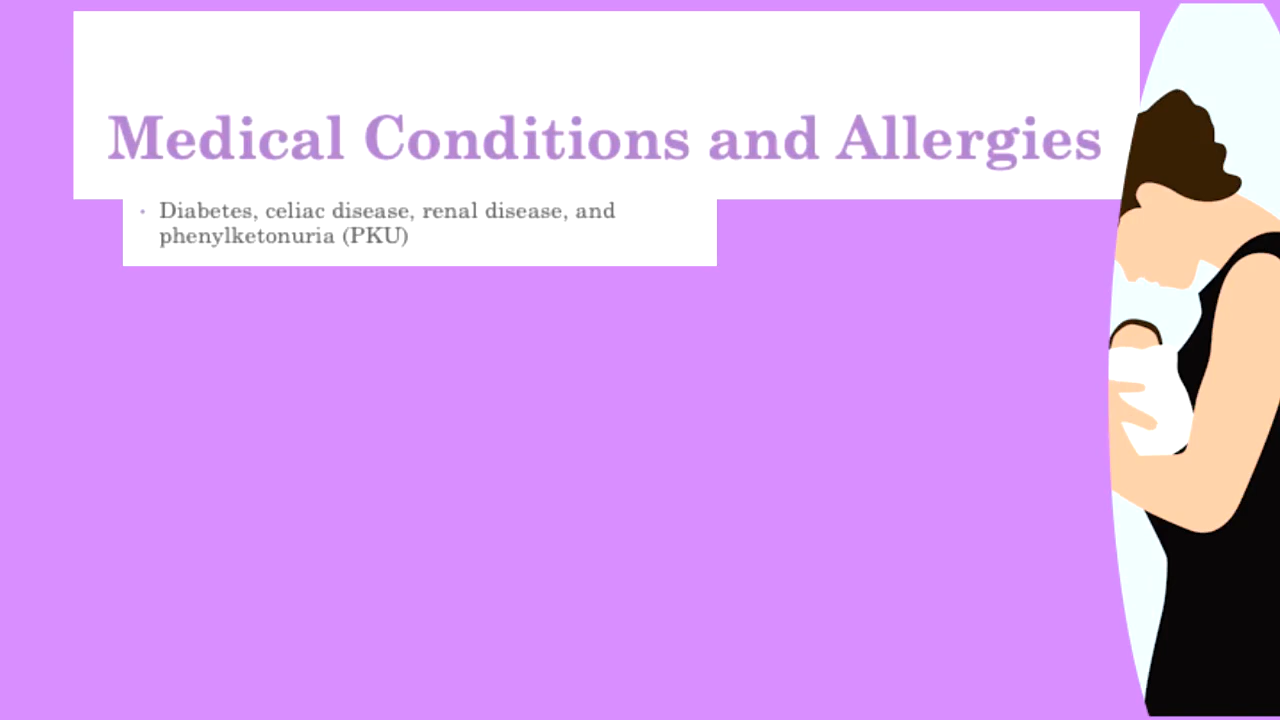 Medical Conditions and Allergies
• Diabetes, celiac disease, renal disease, and
phenylketonuria (PKU)